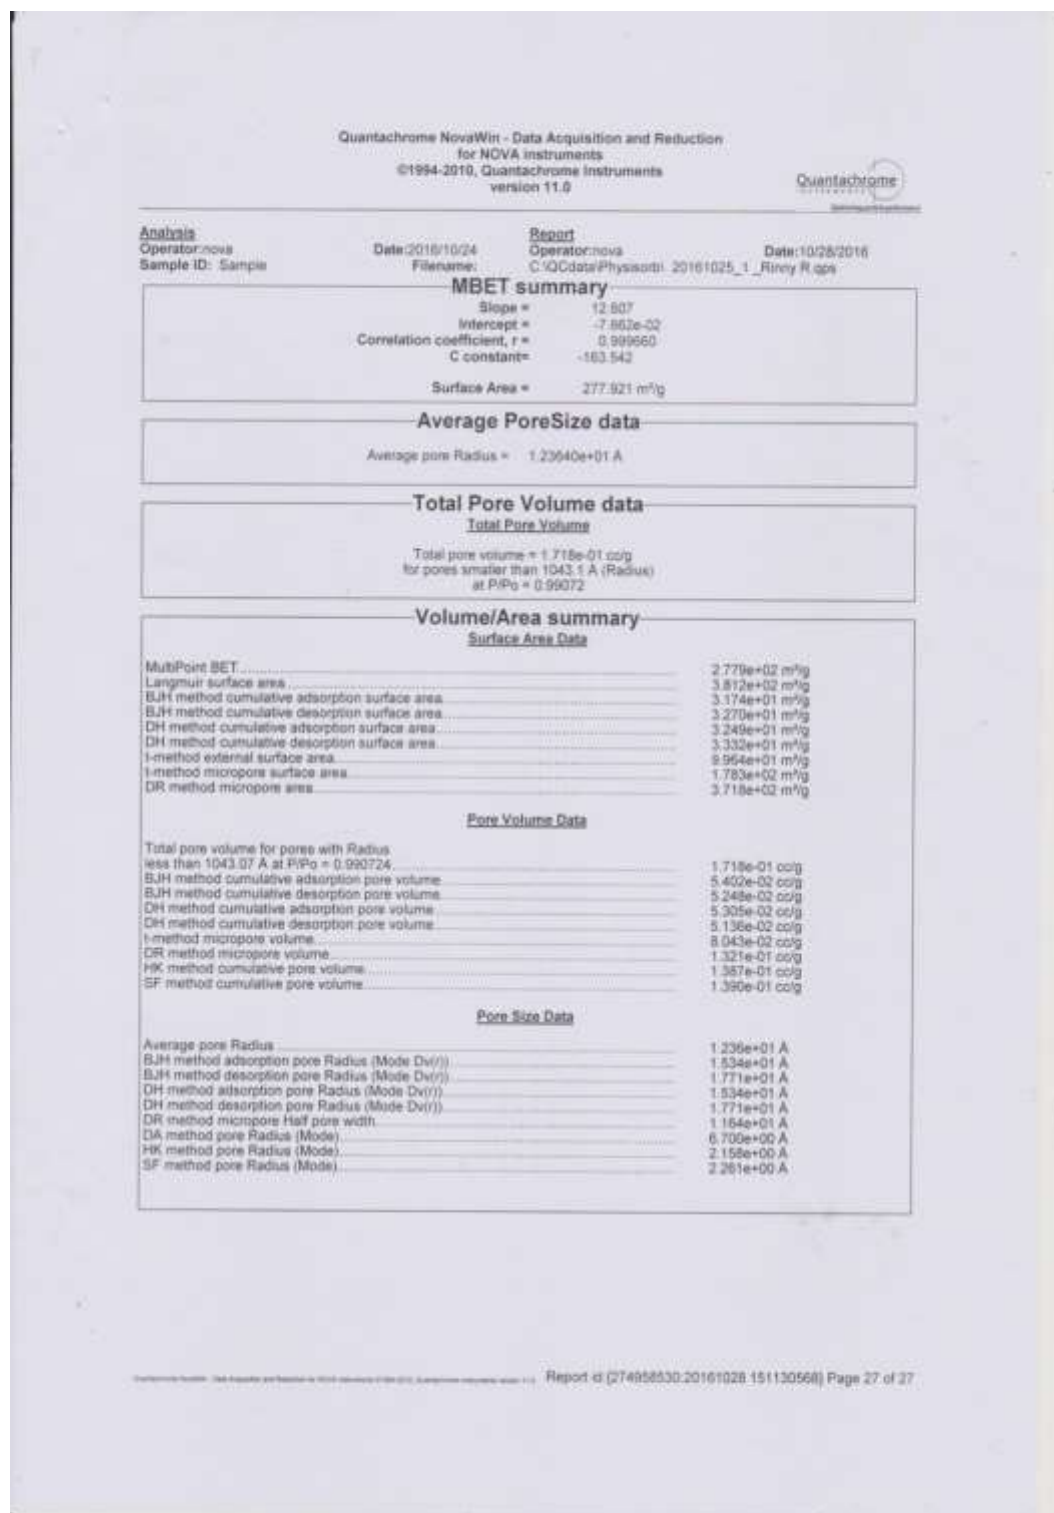 Quantachrome NovaWin - Data Acquisition and Reduction
for NOVA instruments
©1994-2010, Quantachrome Instruments
version 11.0
Quantachrome
INSTRUMENTS
Analysis
Operator:nova Date:2016/10/24
Sample ID: Sample Filename:
Report
Operator:nova Date:10/28/2016
C:\QCdata\Physisorb\ 20161025_1 _Rinny R.qps
MBET summary
Slope = 12.607
Intercept = -7.662e-02
Correlation coefficient, r = 0.999660
C constant= -163.542
Surface Area = 277.921 m²/g
Average PoreSize data
Average pore Radius = 1.23640e+01 A
Total Pore Volume data
Total Pore Volume
Total pore volume = 1.718e-01 cc/g
for pores smaller than 1043.1 A (Radius)
at P/Po = 0.99072
Volume/Area summary
Surface Area Data
MultiPoint BET 2.779e+02 m²/g
Langmuir surface area 3.812e+02 m²/g
BJH method cumulative adsorption surface area 3.174e+01 m²/g
BJH method cumulative desorption surface area 3.270e+01 m²/g
DH method cumulative adsorption surface area 3.249e+01 m²/g
DH method cumulative desorption surface area 3.332e+01 m²/g
t-method external surface area 9.964e+01 m²/g
t-method micropore surface area 1.783e+02 m²/g
DR method micropore area 3.718e+02 m²/g
Pore Volume Data
Total pore volume for pores with Radius
less than 1043.07 A at P/Po = 0.990724 1.718e-01 cc/g
BJH method cumulative adsorption pore volume 5.402e-02 cc/g
BJH method cumulative desorption pore volume 5.248e-02 cc/g
DH method cumulative adsorption pore volume 5.305e-02 cc/g
DH method cumulative desorption pore volume 5.136e-02 cc/g
t-method micropore volume 8.043e-02 cc/g
DR method micropore volume 1.321e-01 cc/g
HK method cumulative pore volume 1.387e-01 cc/g
SF method cumulative pore volume 1.390e-01 cc/g
Pore Size Data
Average pore Radius 1.236e+01 A
BJH method adsorption pore Radius (Mode Dv(r)) 1.534e+01 A
BJH method desorption pore Radius (Mode Dv(r)) 1.771e+01 A
DH method adsorption pore Radius (Mode Dv(r)) 1.534e+01 A
DH method desorption pore Radius (Mode Dv(r)) 1.771e+01 A
DR method micropore Half pore width 1.164e+01 A
DA method pore Radius (Mode) 6.700e+00 A
HK method pore Radius (Mode) 2.158e+00 A
SF method pore Radius (Mode) 2.261e+00 A
Report id:{274958530:20161028 151130568} Page 27 of 27